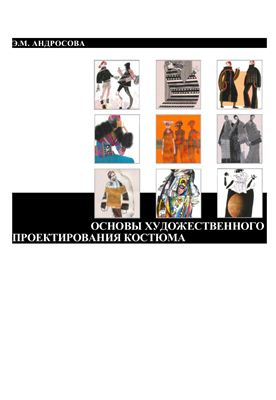 Э.М. АНДРОСОВА
ОСНОВЫ ХУДОЖЕСТВЕННОГО
ПРОЕКТИРОВАНИЯ КОСТЮМА